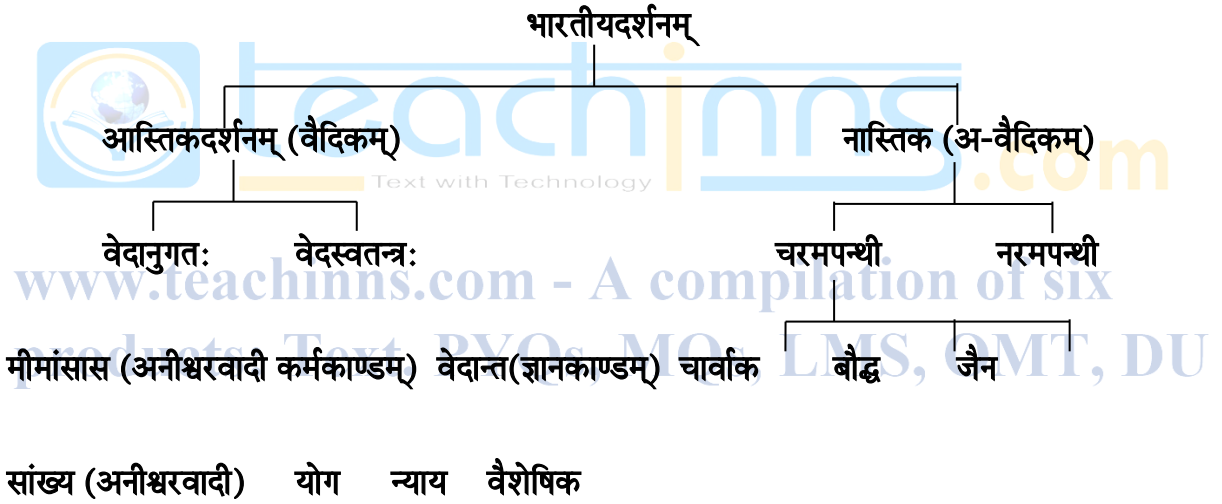 भारतीयदर्शनम्
teachinns.com
आस्तिकदर्शनम् (वैदिकम्) नास्तिक (अ-वैदिकम्)
Text with Technology
वेदानुगतः वेदस्वतन्त्रः चरमपन्थी नरमपन्थी
www.teachinns.com - A compilation of six
products: Text, PYQs, MQs, LMS, OMT, DU
मीमांसास (अनीश्वरवादी कर्मकाण्डम्) वेदान्त(ज्ञानकाण्डम्) चार्वाक बौद्ध जैन
सांख्य (अनीश्वरवादी) योग न्याय वैशेषिक